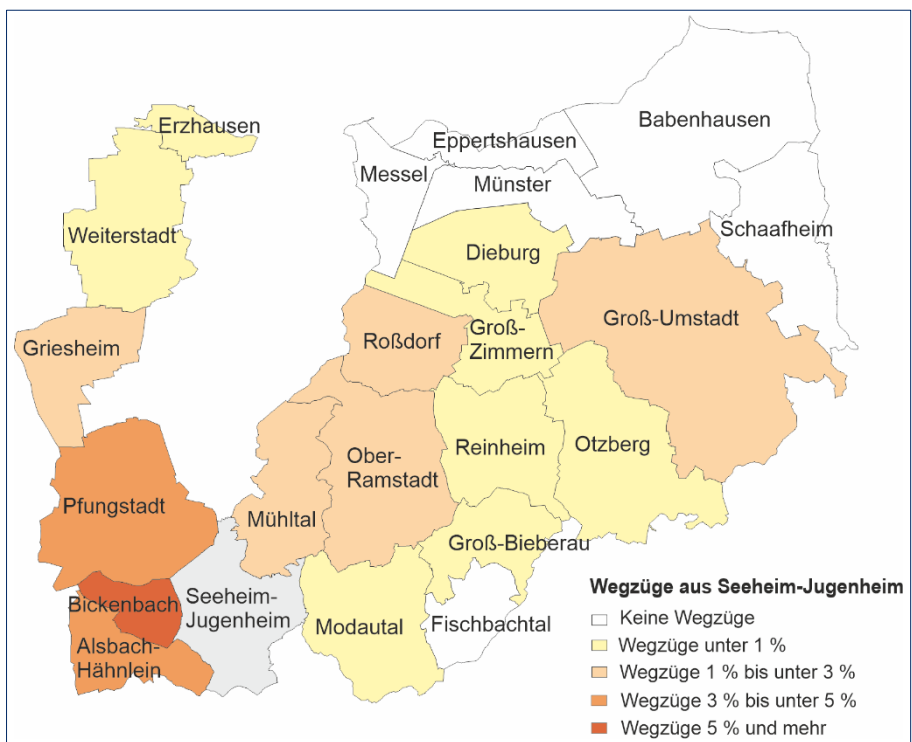 Erzhausen
Babenhausen
Eppertshausen
Messel
Münster
Weiterstadt
Schaafheim
Dieburg
Groß-Umstadt
Griesheim
Roßdorf
Groß-
Zimmern
Reinheim
Otzberg
Ober-
Ramstadt
Pfungstadt
Mühltal
Groß-Bieberau
Bickenbach
Seeheim-
Jugenheim
Modautal
Fischbachtal
Alsbach-
Hähnlein
Wegzüge aus Seeheim-Jugenheim
Keine Wegzüge
Wegzüge unter 1 %
Wegzüge 1 % bis unter 3 %
Wegzüge 3 % bis unter 5 %
Wegzüge 5 % und mehr